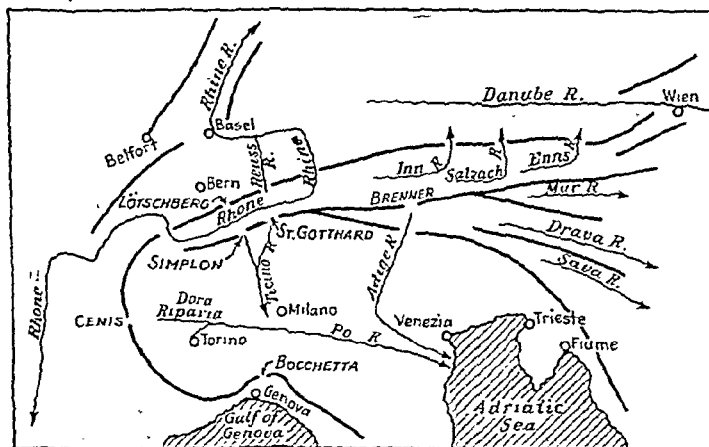 Rhine R.
Danube R.
Wien
Basel
Belfort
Reuss R.
Rhine
Inn R
Salzach R
Enns R
Bern
LÖTSCHBERG
Rhone
BRENNER
Mur R
ST. GOTTHARD
Drava R.
SIMPLON
Ticino R
Adige R
Sava R.
Rhone
CENIS
Dora
Riparia
Milano
Po R
Venezia
Trieste
Torino
Fiume
BOCCHETTA
Genova
Gulf of
Genova
Adriatic
Sea